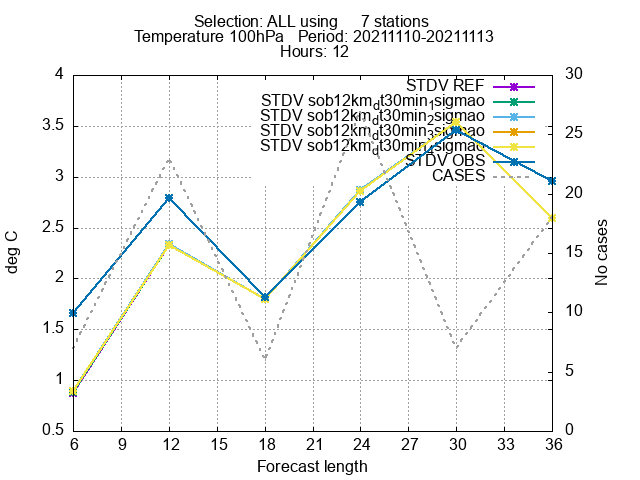 Selection: ALL using 7 stations
Temperature 100hPa Period: 20211110-20211113
Hours: 12
4
3.5
3
2.5
2
1.5
1
0.5
deg C
30
25
20
15
10
5
0
No cases
STDV REF
STDV sob12km_dt30min_1sigmao
STDV sob12km_dt30min_2sigmao
STDV sob12km_dt30min_3sigmao
STDV sob12km_dt30min_4sigmao
STDV OBS
CASES
6 9 12 15 18 21 24 27 30 33 36
Forecast length